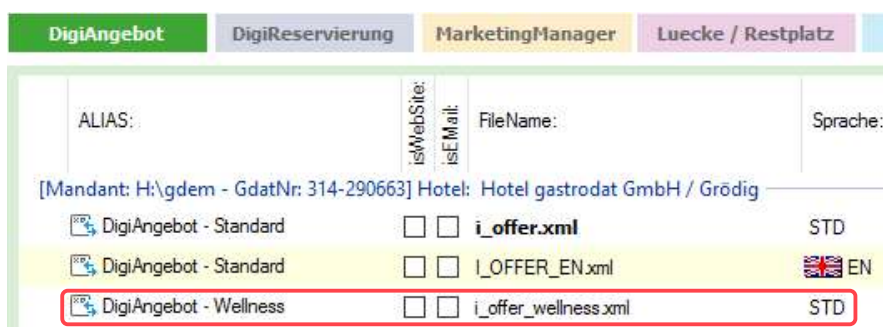 DigiAngebot DigiReservierung MarketingManager Luecke / Restplatz
ALIAS: isWebSite: isEMail: FileName: Sprache:
[Mandant: H:\gdem - GdatNr: 314-290663] Hotel: Hotel gastrodat GmbH / Grödig
DigiAngebot - Standard i_offer.xml STD
DigiAngebot - Standard I_OFFER_EN.xml EN
DigiAngebot - Wellness i_offer_wellness.xml STD